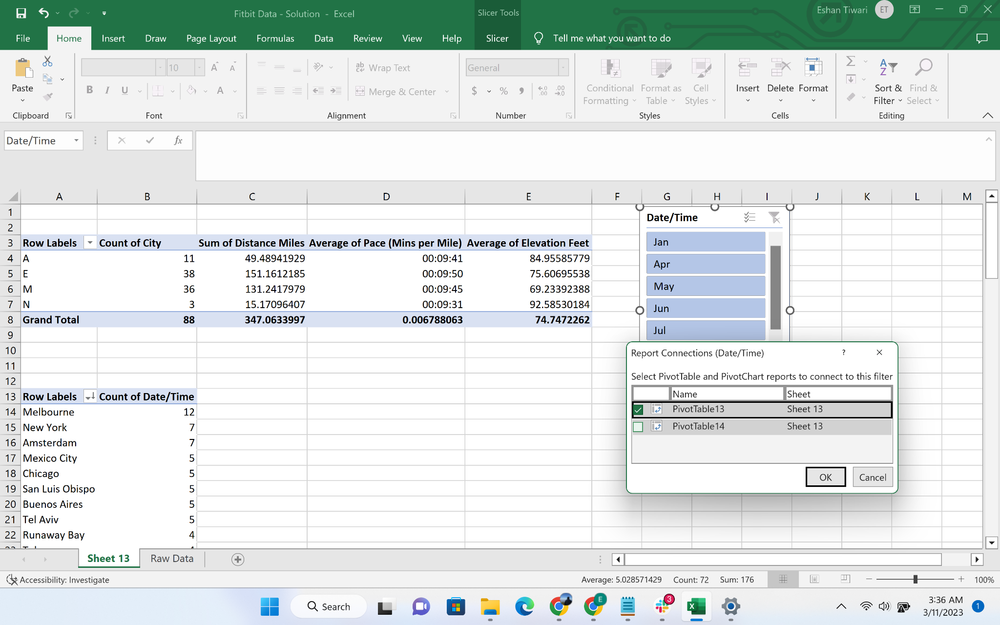 Fitbit Data - Solution - Excel
Slicer Tools
Eshan Tiwari
ET
File
Home
Insert
Draw
Page Layout
Formulas
Data
Review
View
Help
Slicer
Tell me what you want to do
Paste
10
Wrap Text
Merge & Center
General
Conditional Formatting
Format as Table
Cell Styles
Insert
Delete
Format
Sort & Filter
Find & Select
Clipboard
Font
Alignment
Number
Styles
Cells
Editing
Date/Time
fx
A B C D E F G H I J K L M
1
2
3 Row Labels Count of City Sum of Distance Miles Average of Pace (Mins per Mile) Average of Elevation Feet
4 A 11 49.48941929 00:09:41 84.95585779
5 E 38 151.1612185 00:09:50 75.60695538
6 M 36 131.2417979 00:09:45 69.23392388
7 N 3 15.17096407 00:09:31 92.58530184
8 Grand Total 88 347.0633997 0.006788063 74.7472262
9
10
11
12
13 Row Labels Count of Date/Time
14 Melbourne 12
15 New York 7
16 Amsterdam 7
17 Mexico City 5
18 Chicago 5
19 San Luis Obispo 5
20 Buenos Aires 5
21 Tel Aviv 5
22 Runaway Bay 4
Date/Time
Jan
Apr
May
Jun
Jul
Report Connections (Date/Time)
?
Select PivotTable and PivotChart reports to connect to this filter
Name Sheet
PivotTable13 Sheet 13
PivotTable14 Sheet 13
OK
Cancel
Sheet 13
Raw Data
Accessibility: Investigate
Average: 5.028571429
Count: 72
Sum: 176
100%
Search
E
3
3:36 AM
3/11/2023
1